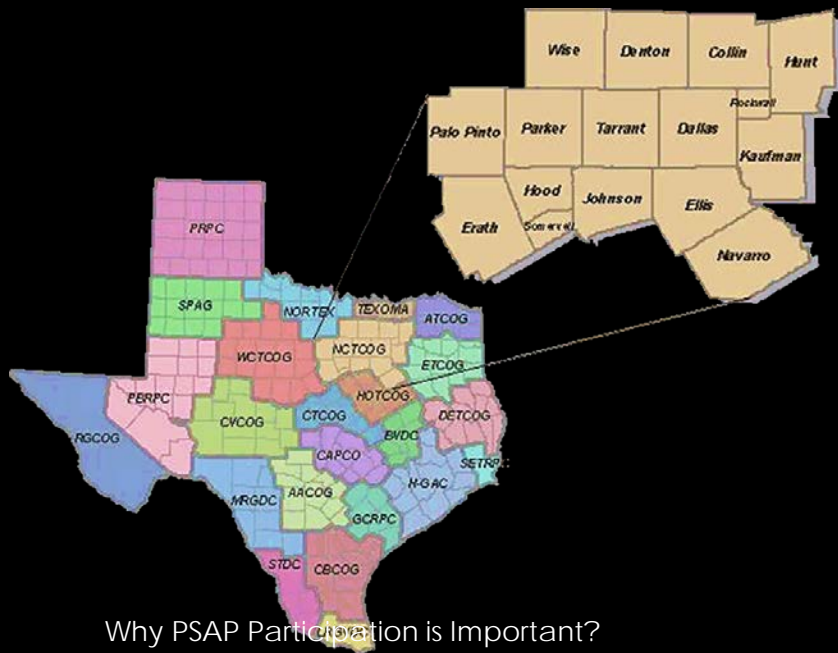 Wise Denton Collin Hunt
Rockwall
Palo Pinto Parker Tarrant Dallas
Kaufman
Hood Johnson Ellis
Erath Somervell
Navarro
PRPC
SPAG
NORTEX TEXOMA ATCOG
WCTCOG NCTCOG
ETCOG
PBRPC HOTCOG
CVCOG CTCOG DETCOG
RGCOG BVDC
CAPCO SETRPC
MRGDC AACOG H-GAC
GCRPC
STDC CBCOG
Why PSAP Participation is Important?